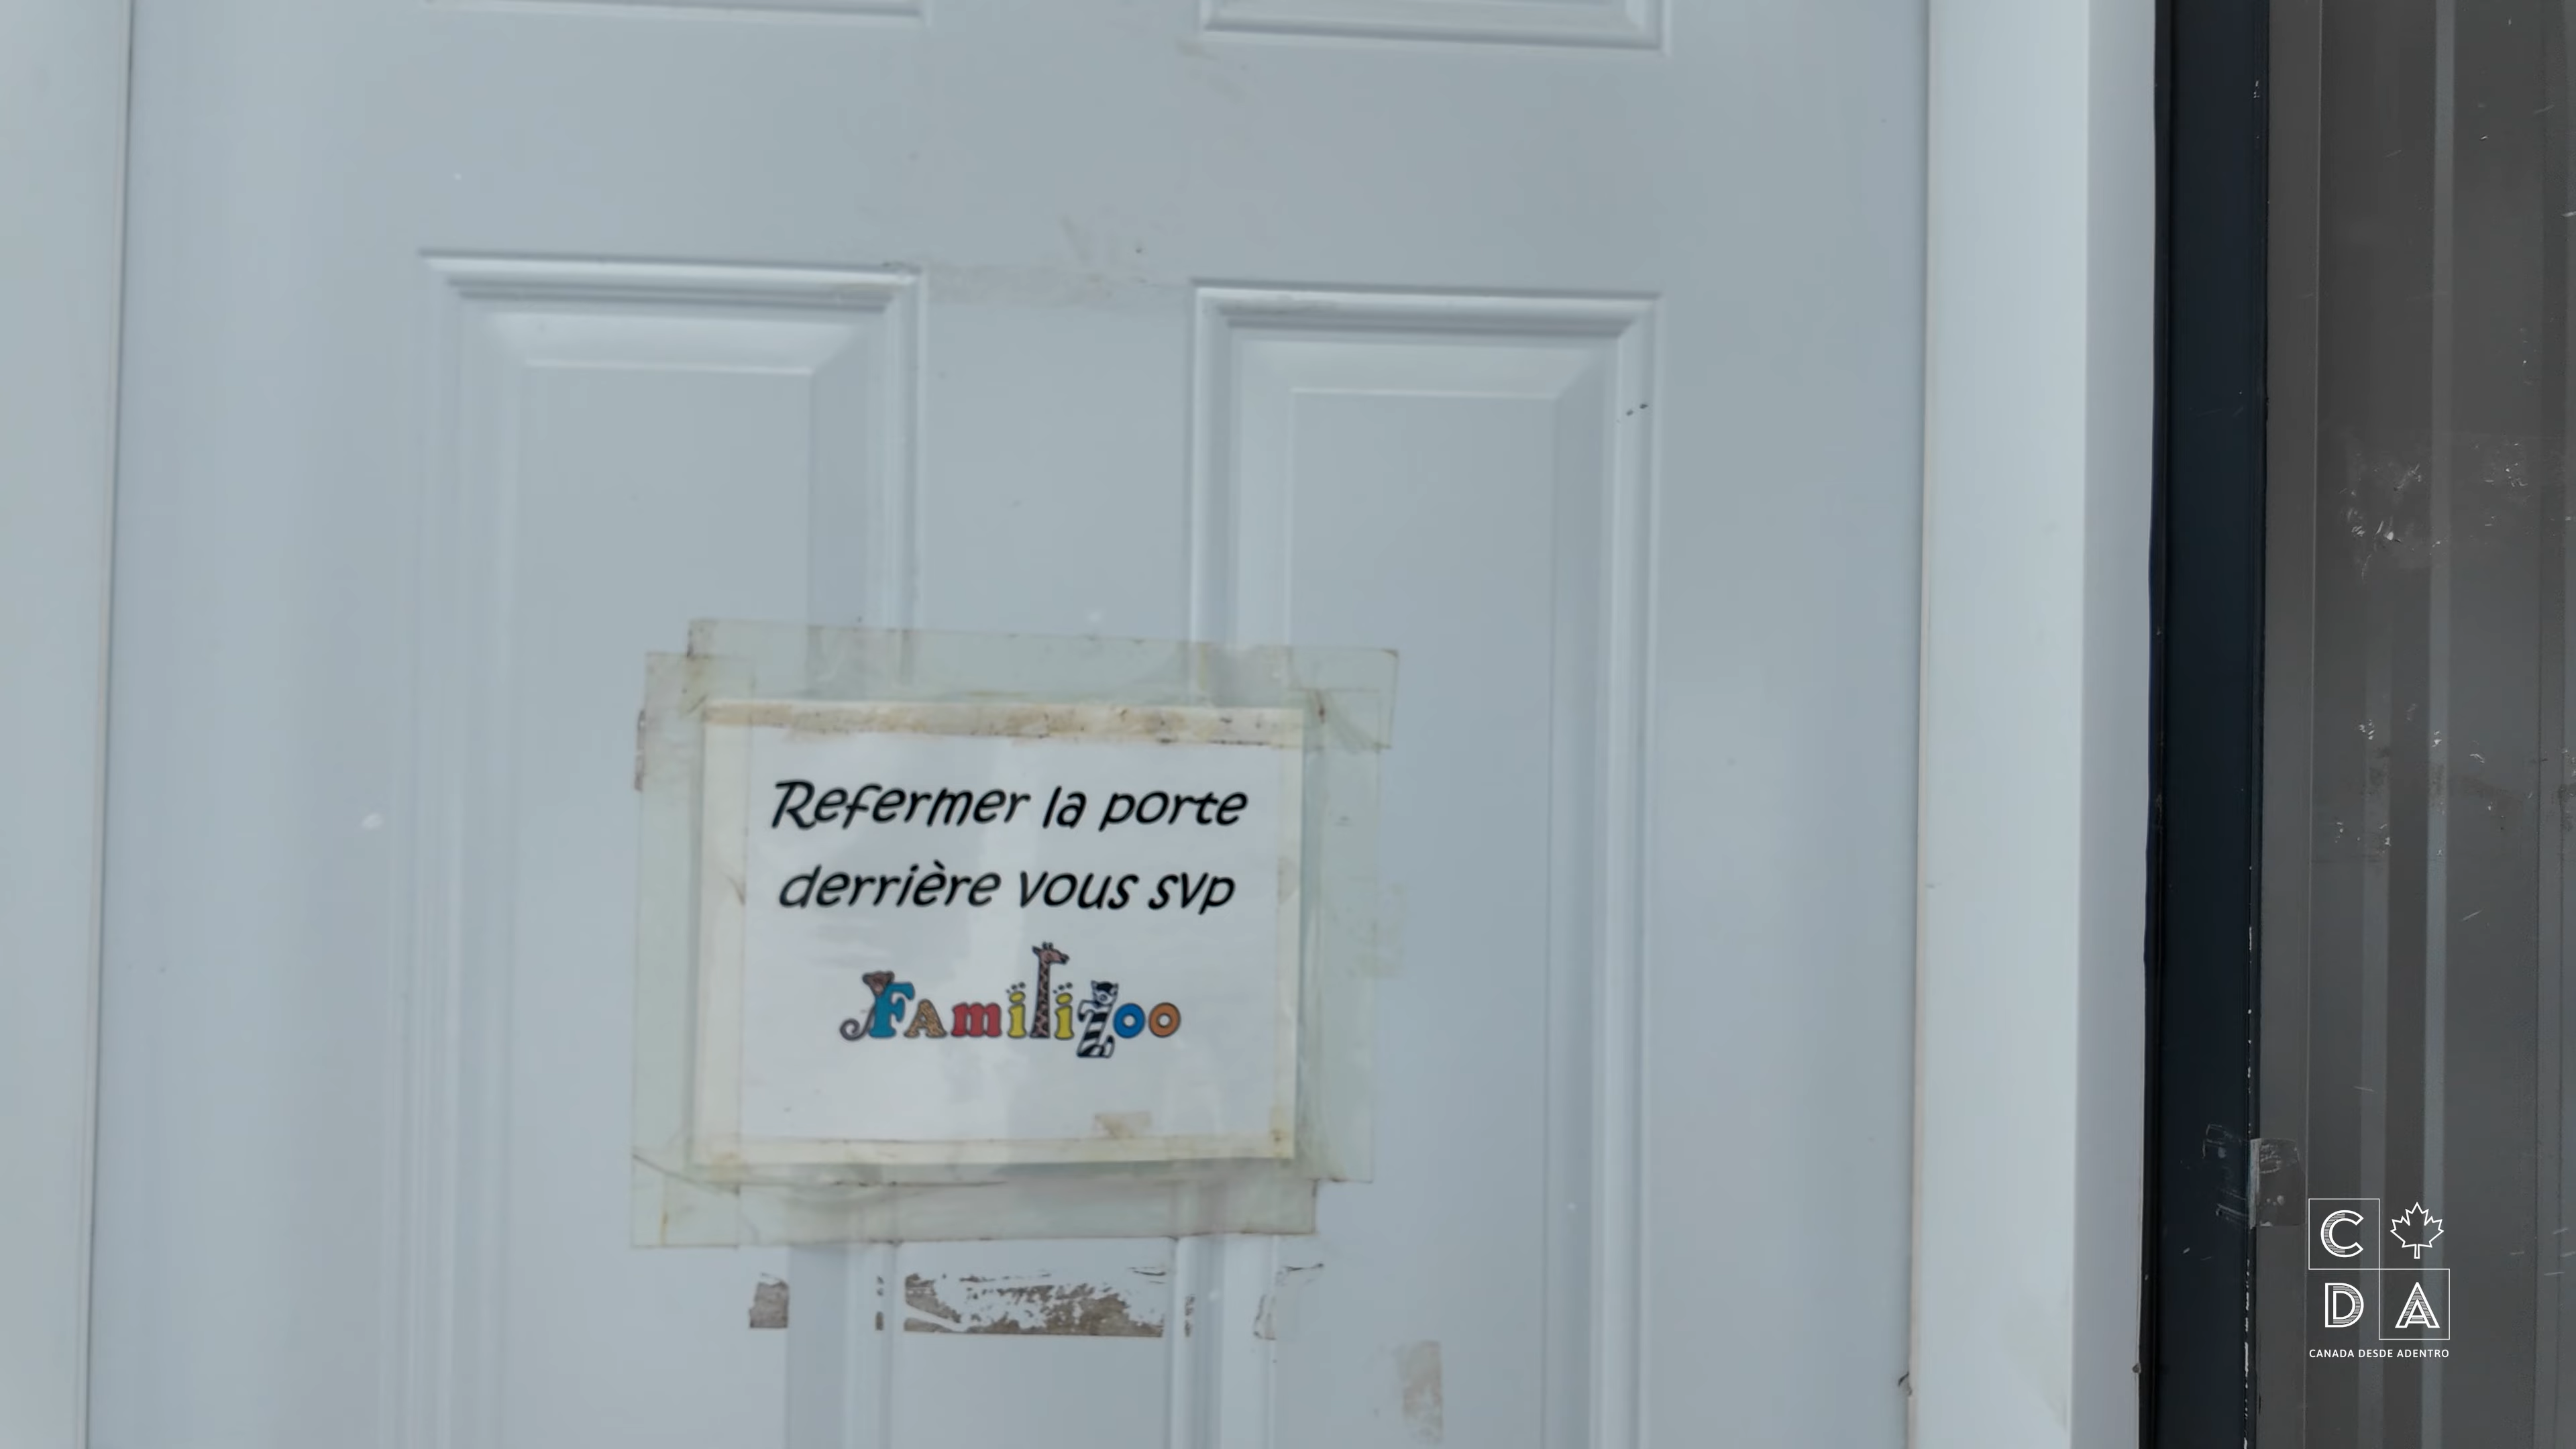 Refermer la porte
derrière vous svp
FAmiliZoo
C
DA
CANADA DESDE ADENTRO